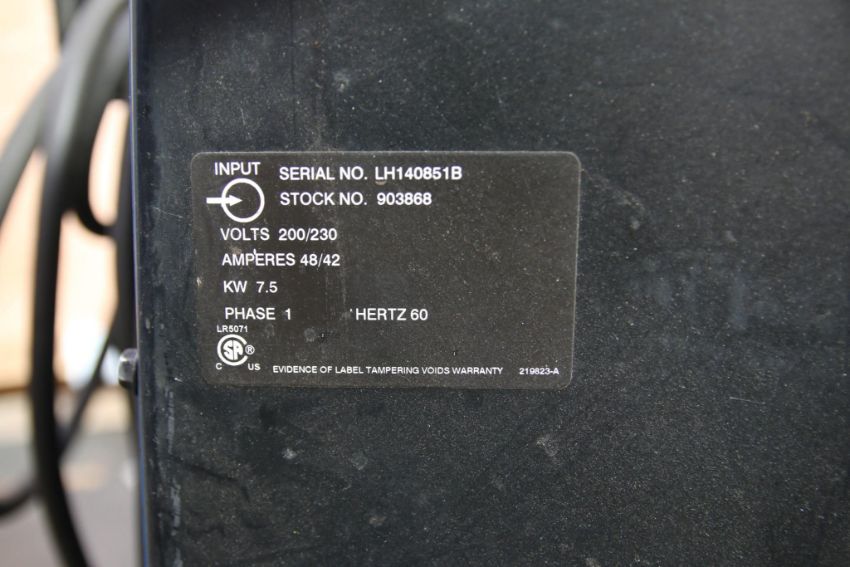 INPUT
SERIAL NO. LH140851B
STOCK NO. 903868
VOLTS 200/230
AMPERES 48/42
KW 7.5
PHASE 1 HERTZ 60
LR5071
SA ®
C US
EVIDENCE OF LABEL TAMPERING VOIDS WARRANTY 219823-A